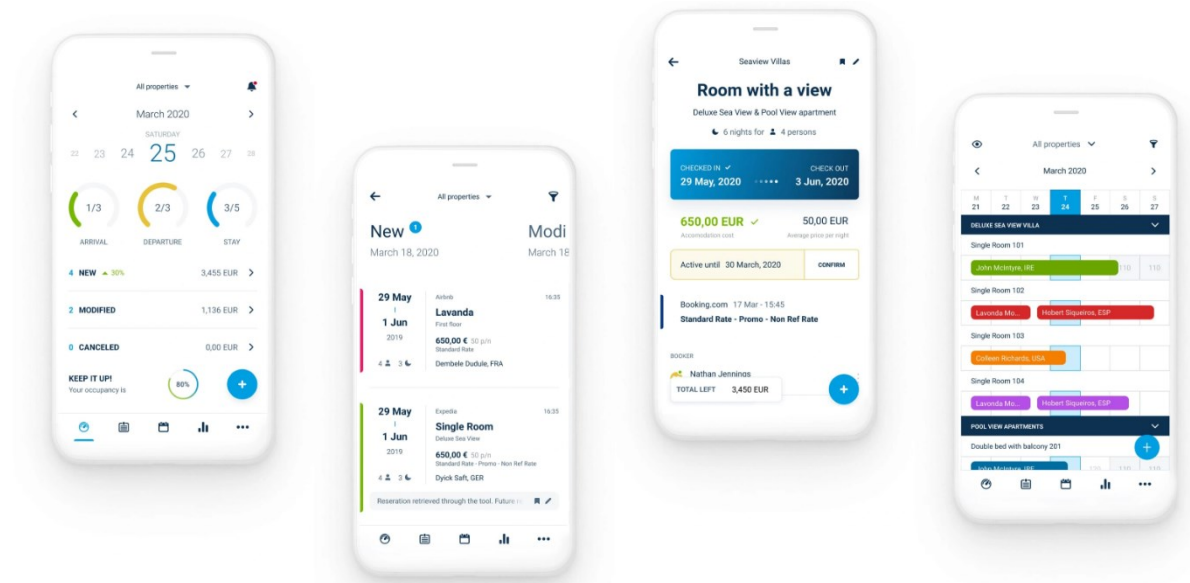 All properties
March 2020
SATURDAY
22 23 24 25 26 27 28
1/3 2/3 3/5
ARRIVAL DEPARTURE STAY
4 NEW 30% 3,455 EUR
2 MODIFIED 1,136 EUR
0 CANCELED 0,00 EUR
KEEP IT UP!
Your occupancy is
80%
All properties
New 1 Modi
March 18, 2020 March 18
29 May Airbnb 16:35
1 Jun Lavanda
First floor
2019 650,00 € 50 p/n
Standard Rate
4 3 Dembele Dudule, FRA
29 May Expedia 16:35
1 Jun Single Room
Deluxe Sea View
2019 650,00 € 50 p/n
Standard Rate - Promo - Non Ref Rate
4 3 Dyick Saft, GER
Reseration retrieved through the tool. Future
Seaview Villas
Room with a view
Deluxe Sea View & Pool View apartment
6 nights for 4 persons
CHECKED IN CHECK OUT
29 May, 2020 3 Jun, 2020
650,00 EUR 50,00 EUR
Accomodation cost Average price per night
Active until 30 March, 2020 CONFIRM
Booking.com 17 Mar - 15:45
Standard Rate - Promo - Non Ref Rate
BOOKER
Nathan Jennings
TOTAL LEFT 3,450 EUR
All properties
March 2020
M T W T F S S
21 22 23 24 25 26 27
DELUXE SEA VIEW VILLA
Single Room 101
John McIntyre, IRE 110 110
Single Room 102
Lavonda Mo... Hobert Siqueiros, ESP
Single Room 103
Colleen Richards, USA
Single Room 104
Lavonda Mo... Hobert Siqueiros, ESP
POOL VIEW APARTMENTS
Double bed with balcony 201
John McIntyre, IRE 110 110